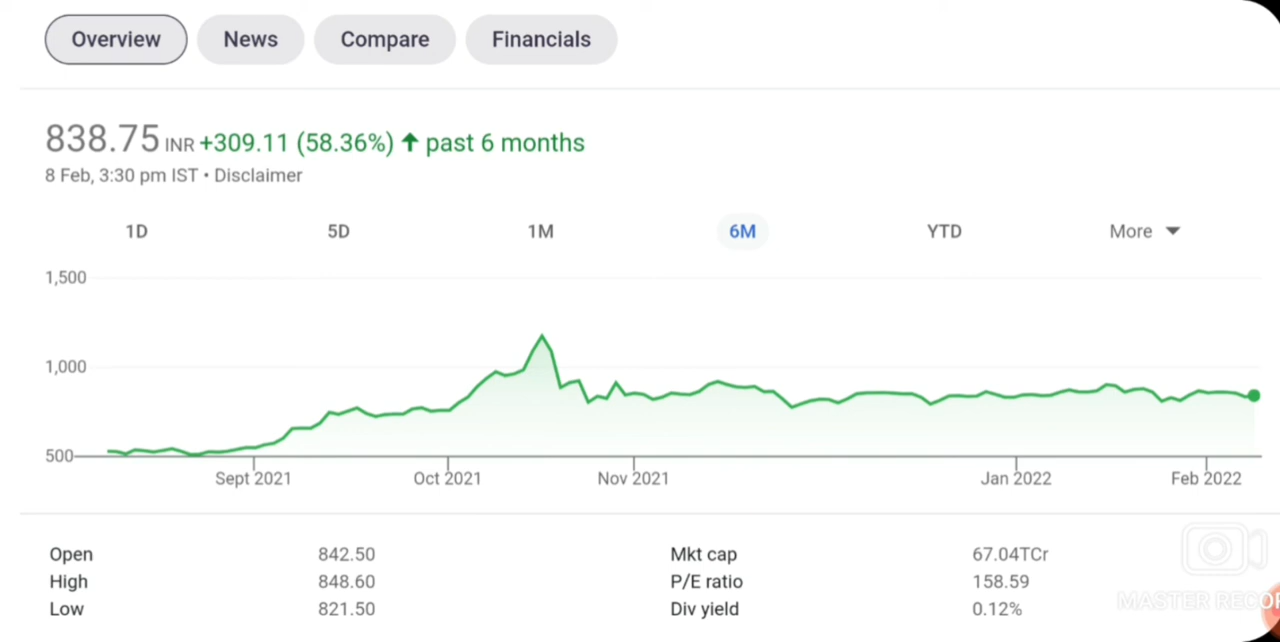 Overview News Compare Financials
838.75 INR +309.11 (58.36%) ↑ past 6 months
8 Feb, 3:30 pm IST • Disclaimer
1D 5D 1M 6M YTD More
1,500
1,000
500
Sept 2021 Oct 2021 Nov 2021 Jan 2022 Feb 2022
Open 842.50 Mkt cap 67.04TCr
High 848.60 P/E ratio 158.59
Low 821.50 Div yield 0.12%
MASTER RECOR